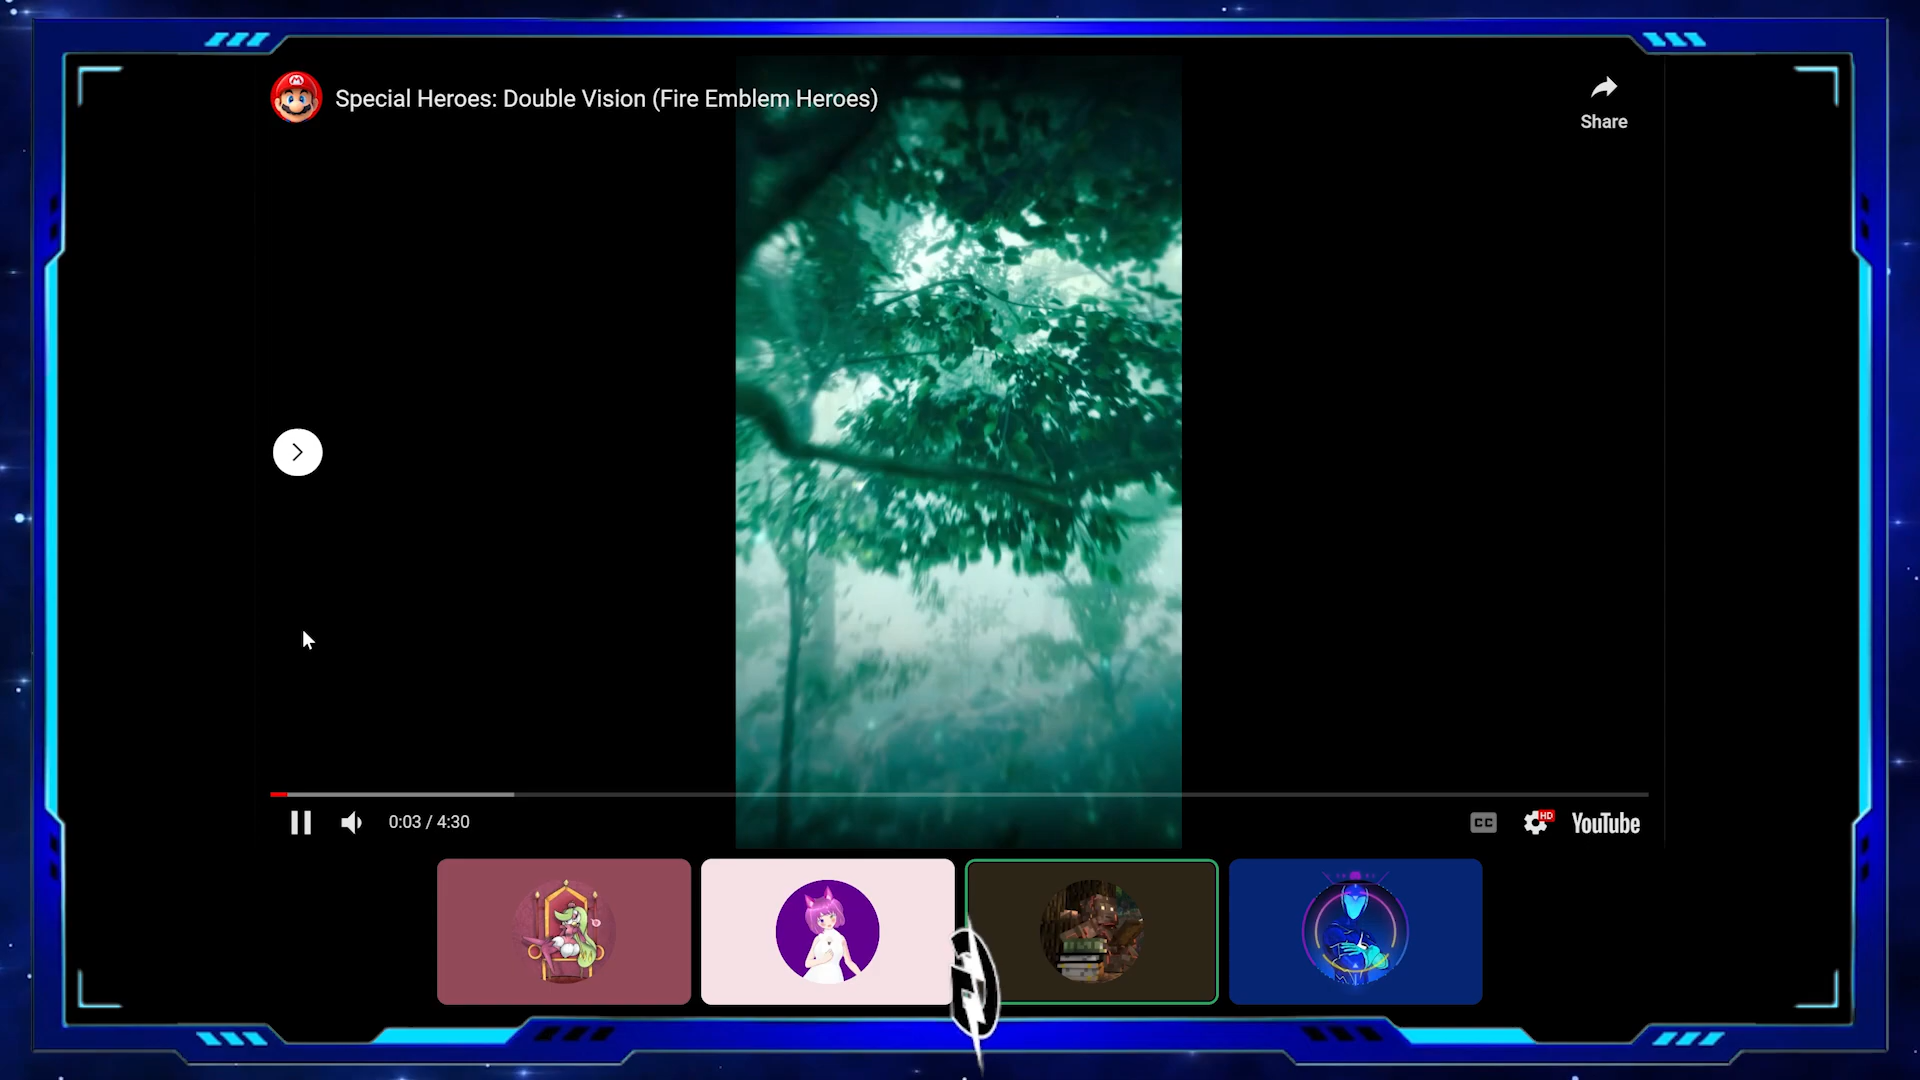 Special Heroes: Double Vision (Fire Emblem Heroes)
Share
0:03 / 4:30
CC
HD
YouTube